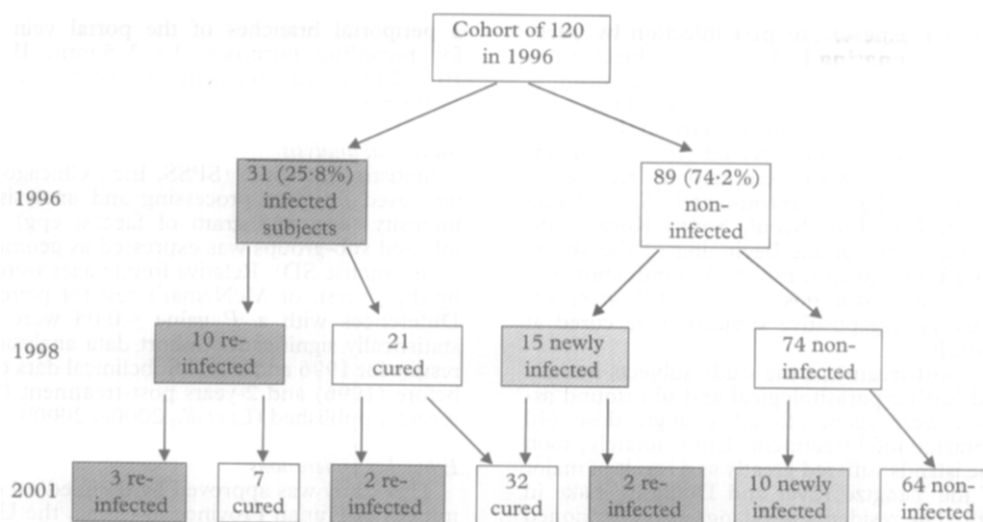 Cohort of 120
in 1996
1996
31 (25·8%)
infected
subjects
89 (74·2%)
non-
infected
1998
10 re-
infected
21
cured
15 newly
infected
74 non-
infected
2001
3 re-
infected
7
cured
2 re-
infected
32
cured
2 re-
infected
10 newly
infected
64 non-
infected